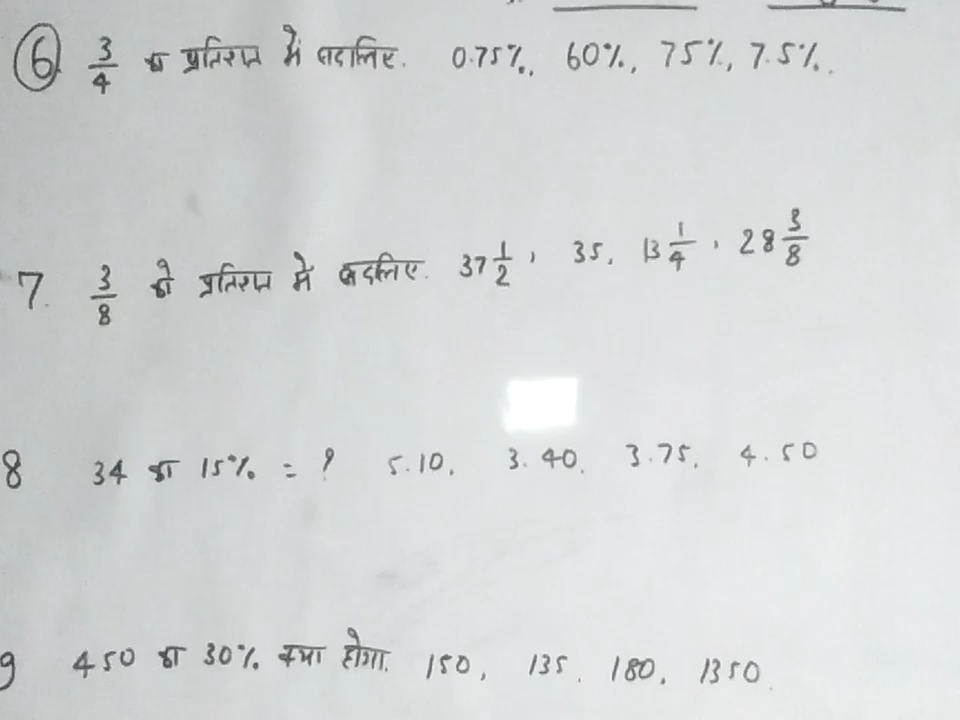 6. 3/4 को प्रतिशत में बदलिए. 0.75%, 60%, 75%, 7.5%.
7. 3/8 को प्रतिशत में बदलिए. 37 1/2, 35, 13 1/4, 28 3/8
8 34 का 15% = ? 5.10, 3.40, 3.75, 4.50
9 450 का 30% क्या होगा. 150, 135, 180, 1350.